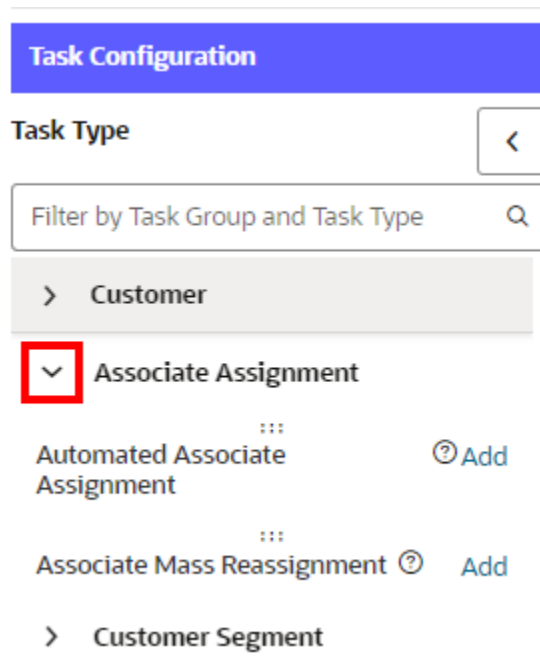 Task Configuration
Task Type
Filter by Task Group and Task Type
Customer
Associate Assignment
Automated Associate
Assignment
Add
Associate Mass Reassignment
Add
Customer Segment